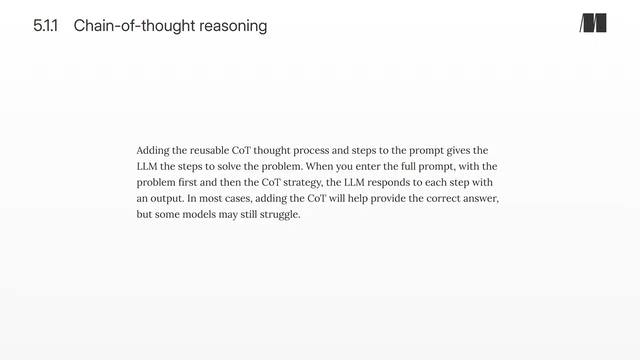 5.1.1 Chain-of-thought reasoning
Adding the reusable CoT thought process and steps to the prompt gives the
LLM the steps to solve the problem. When you enter the full prompt, with the
problem first and then the CoT strategy, the LLM responds to each step with
an output. In most cases, adding the CoT will help provide the correct answer,
but some models may still struggle.